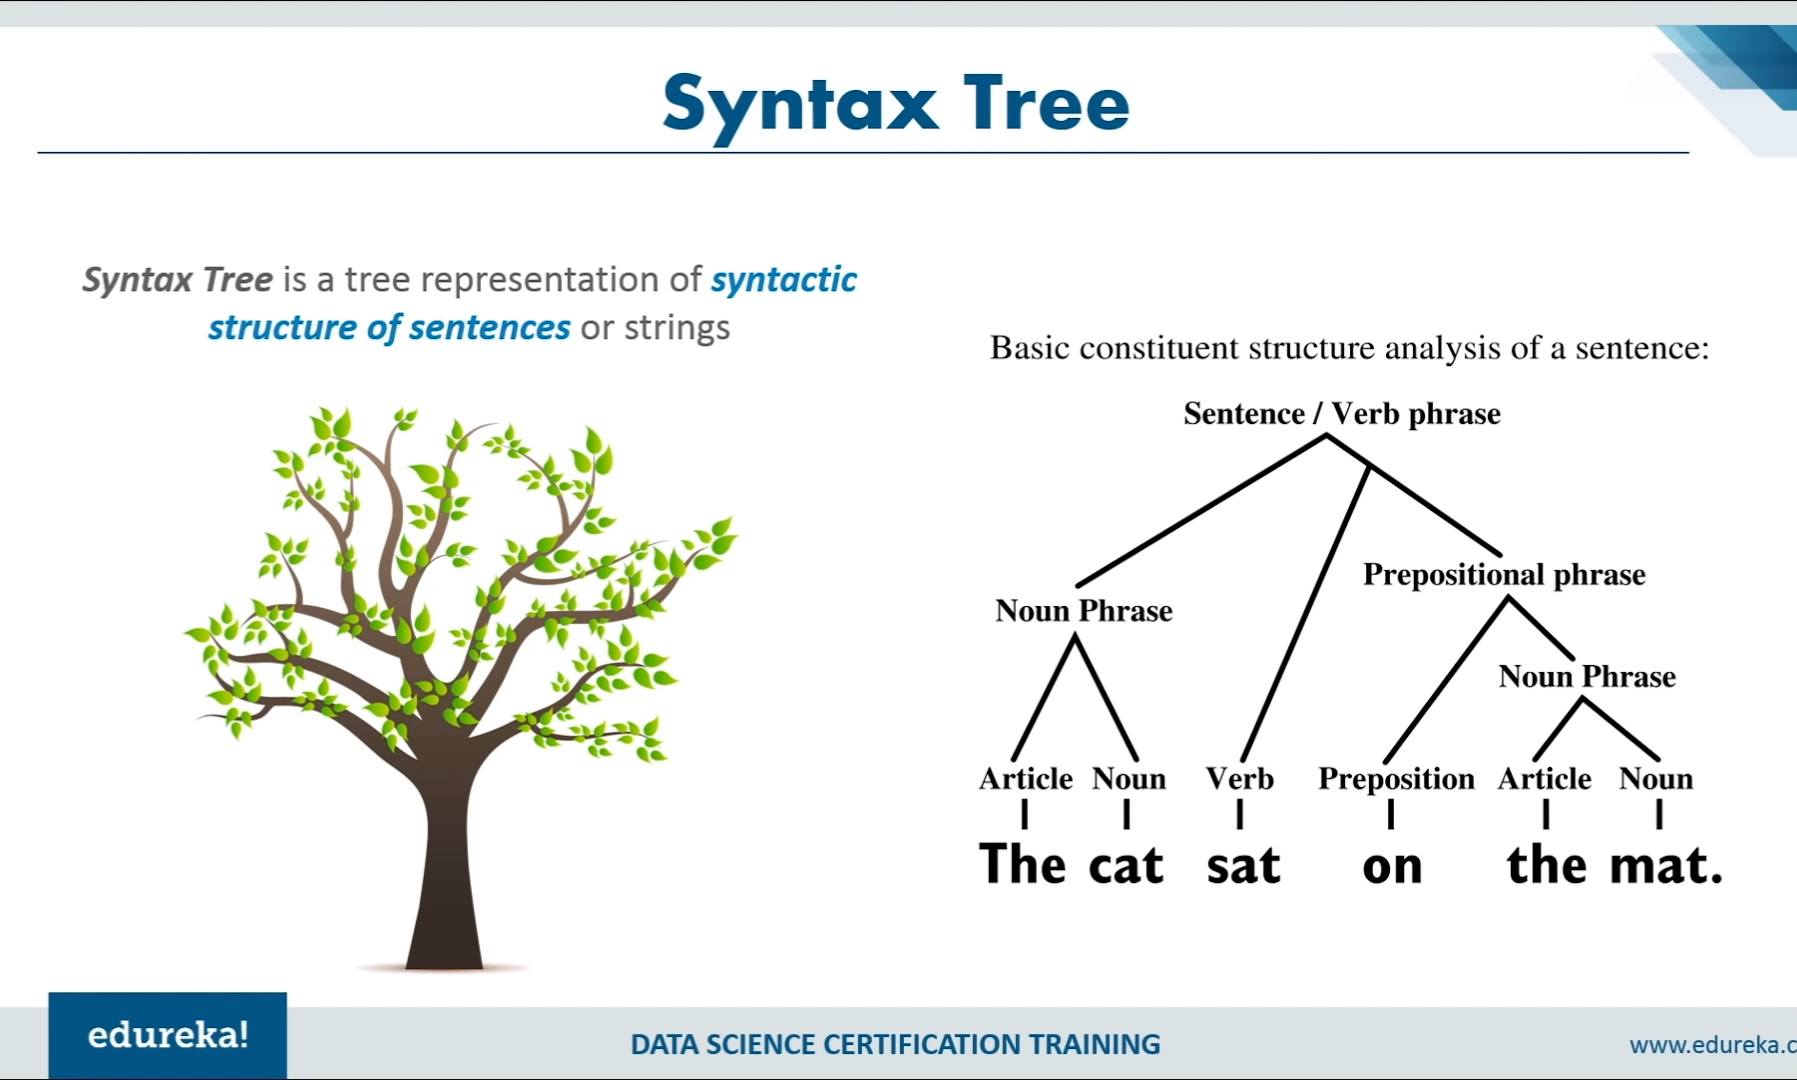 Syntax Tree
Syntax Tree is a tree representation of syntactic
structure of sentences or strings
Basic constituent structure analysis of a sentence:
Sentence / Verb phrase
Prepositional phrase
Noun Phrase
Noun Phrase
Article Noun Verb Preposition Article Noun
The cat sat on the mat.
edureka!
DATA SCIENCE CERTIFICATION TRAINING
www.edureka.c